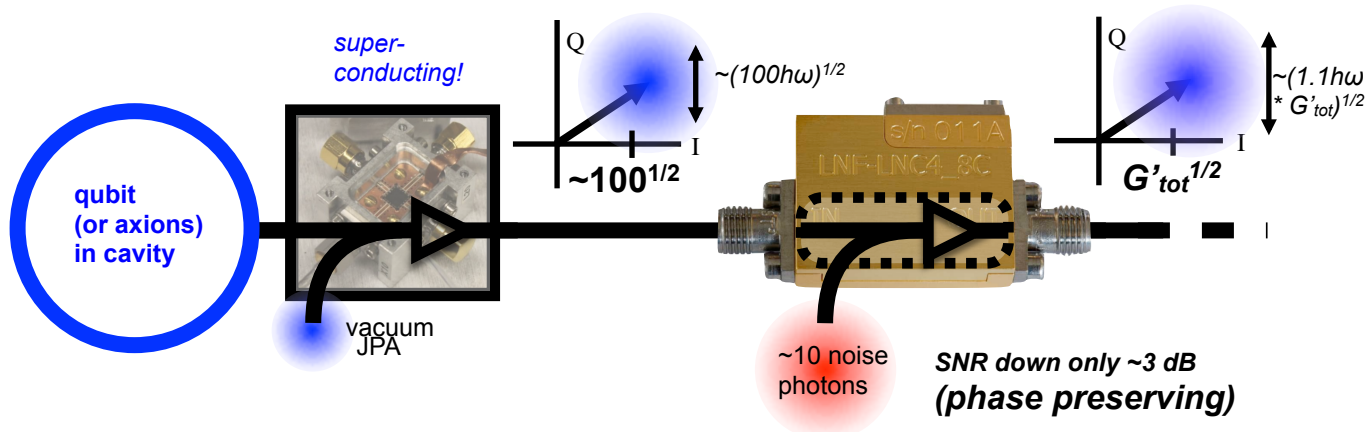 super-
conducting!
Q
~(100hω)^{1/2}
I
~100^{1/2}
Q
~(1.1hω
* G'_{tot})^{1/2}
I
G'_{tot}^{1/2}
qubit
(or axions)
in cavity
s/n 011A
LNF-LNC4_8C
IN
vacuum
JPA
~10 noise
photons
SNR down only ~3 dB
(phase preserving)